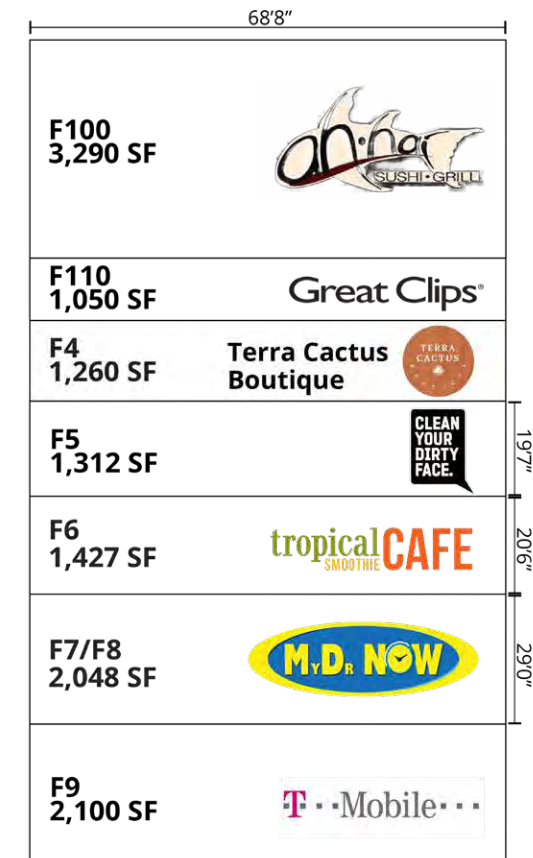 68'8"
F100
3,290 SF
an·hai
SUSHI·GRILL
F110
1,050 SF
Great Clips®
F4
1,260 SF
Terra Cactus
Boutique
TERRA
CACTUS
F5
1,312 SF
CLEAN
YOUR
DIRTY
FACE.
19'7"
F6
1,427 SF
tropical CAFE
SMOOTHIE
20'6"
F7/F8
2,048 SF
MyDr NOW
29'0"
F9
2,100 SF
T··Mobile···